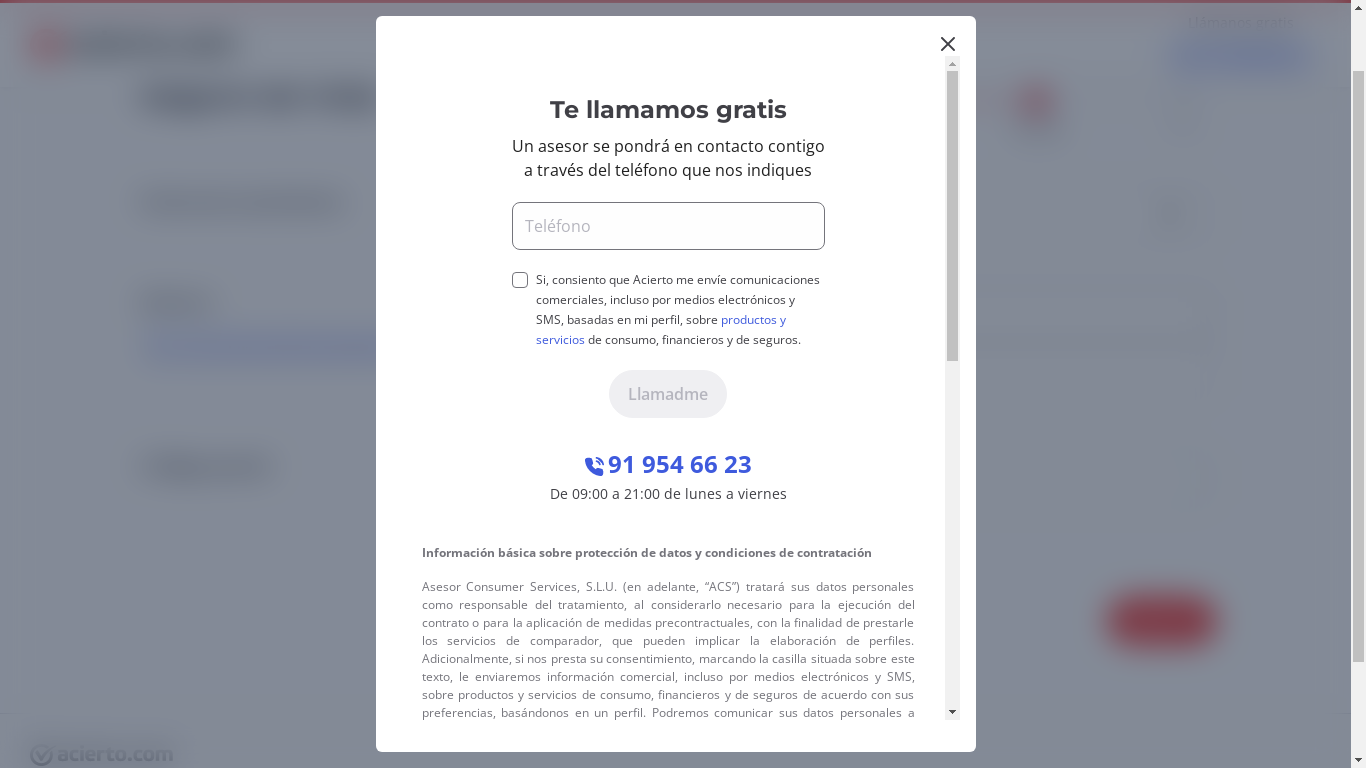 Te llamamos gratis
Un asesor se pondrá en contacto contigo
a través del teléfono que nos indiques
Teléfono
Si, consiento que Acierto me envíe comunicaciones
comerciales, incluso por medios electrónicos y
SMS, basadas en mi perfil, sobre productos y
servicios de consumo, financieros y de seguros.
Llamadme
91 954 66 23
De 09:00 a 21:00 de lunes a viernes
Información básica sobre protección de datos y condiciones de contratación
Asesor Consumer Services, S.L.U. (en adelante, “ACS”) tratará sus datos personales
como responsable del tratamiento, al considerarlo necesario para la ejecución del
contrato o para la aplicación de medidas precontractuales, con la finalidad de prestarle
los servicios de comparador, que pueden implicar la elaboración de perfiles.
Adicionalmente, si nos presta su consentimiento, marcando la casilla situada sobre este
texto, le enviaremos información comercial, incluso por medios electrónicos y SMS,
sobre productos y servicios de consumo, financieros y de seguros de acuerdo con sus
preferencias, basándonos en un perfil. Podremos comunicar sus datos personales a
acierto.com